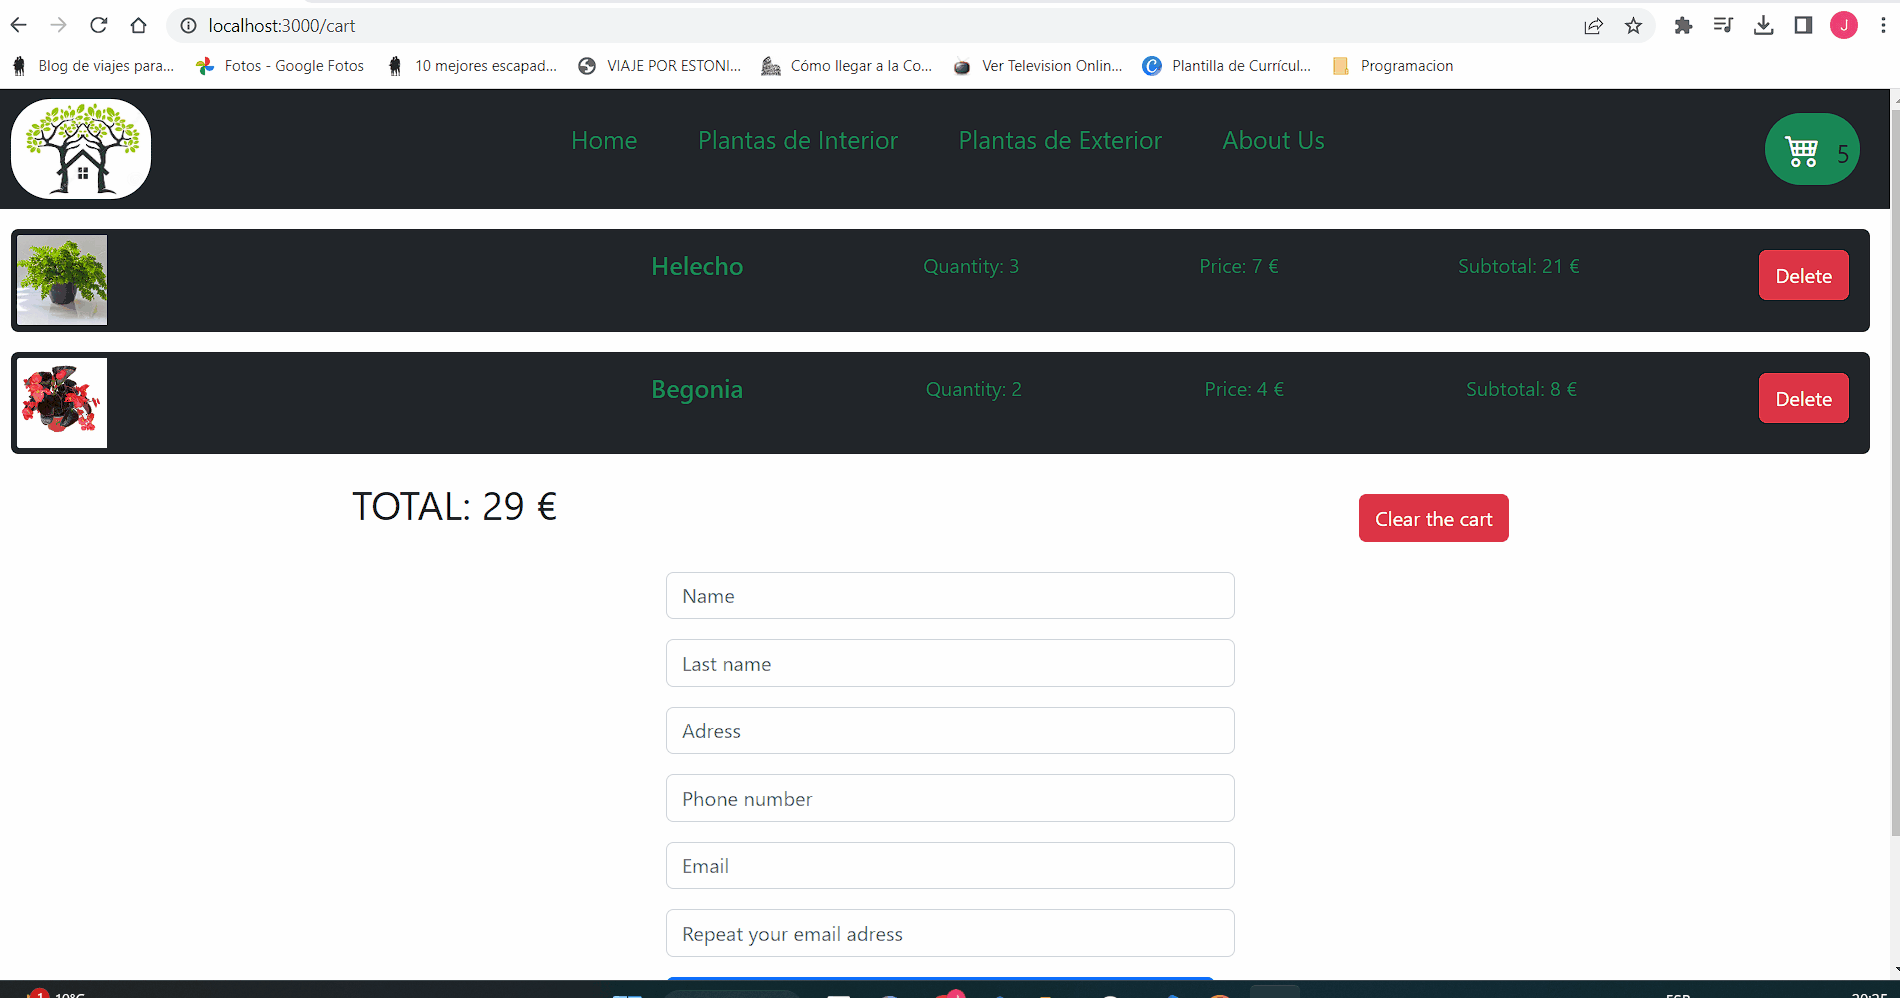 localhost:3000/cart
J
Blog de viajes para... Fotos - Google Fotos 10 mejores escapad... VIAJE POR ESTONI... Cómo llegar a la Co... Ver Television Onlin... Plantilla de Currícul... Programacion
Home Plantas de Interior Plantas de Exterior About Us 5
Helecho Quantity: 3 Price: 7 € Subtotal: 21 € Delete
Begonia Quantity: 2 Price: 4 € Subtotal: 8 € Delete
TOTAL: 29 € Clear the cart
Name
Last name
Adress
Phone number
Email
Repeat your email adress